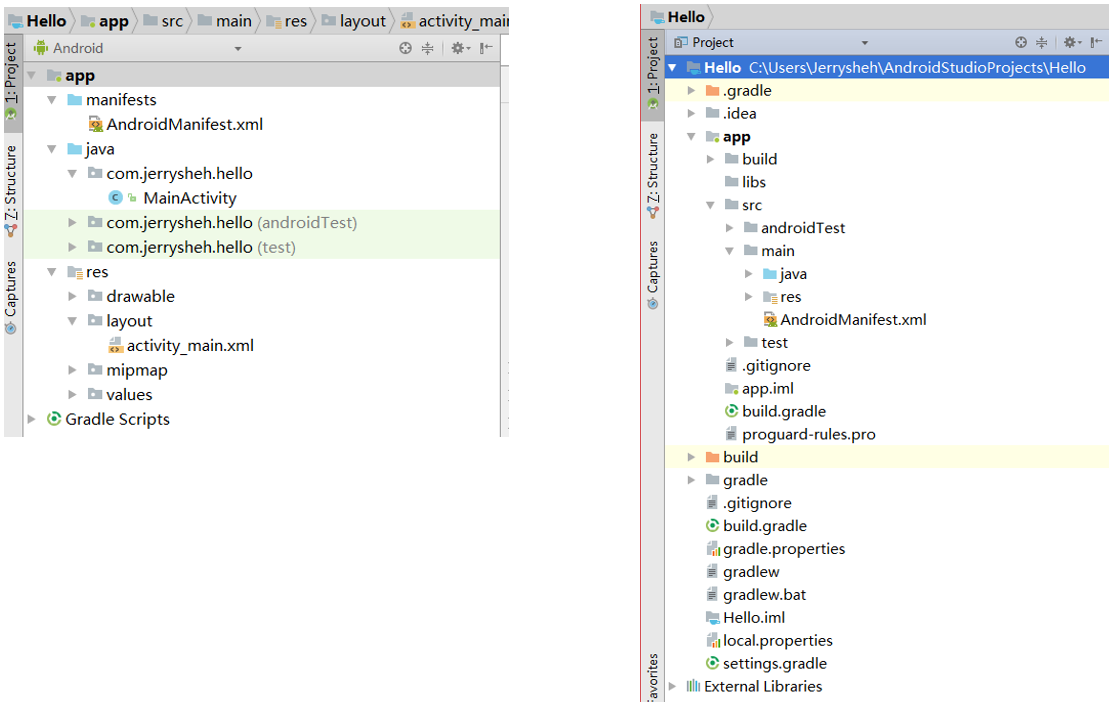 Hello app src main res layout activity_mai
Android
1: Project
Z: Structure
Captures
app
manifests
AndroidManifest.xml
java
com.jerrysheh.hello
C MainActivity
com.jerrysheh.hello (androidTest)
com.jerrysheh.hello (test)
res
drawable
layout
activity_main.xml
mipmap
values
Gradle Scripts
Hello
Project
1: Project
Z: Structure
Captures
avorites
Hello C:\Users\Jerrysheh\AndroidStudioProjects\Hello
.gradle
.idea
app
build
libs
src
androidTest
main
java
res
AndroidManifest.xml
test
.gitignore
app.iml
build.gradle
proguard-rules.pro
build
gradle
.gitignore
build.gradle
gradle.properties
gradlew
gradlew.bat
Hello.iml
local.properties
settings.gradle
External Libraries